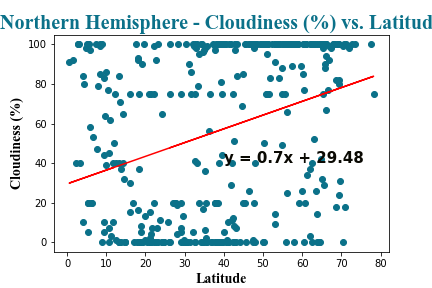 Northern Hemisphere - Cloudiness (%) vs. Latitud
100
80
60
40
20
0
Cloudiness (%)
y = 0.7x + 29.48
0 10 20 30 40 50 60 70 80
Latitude